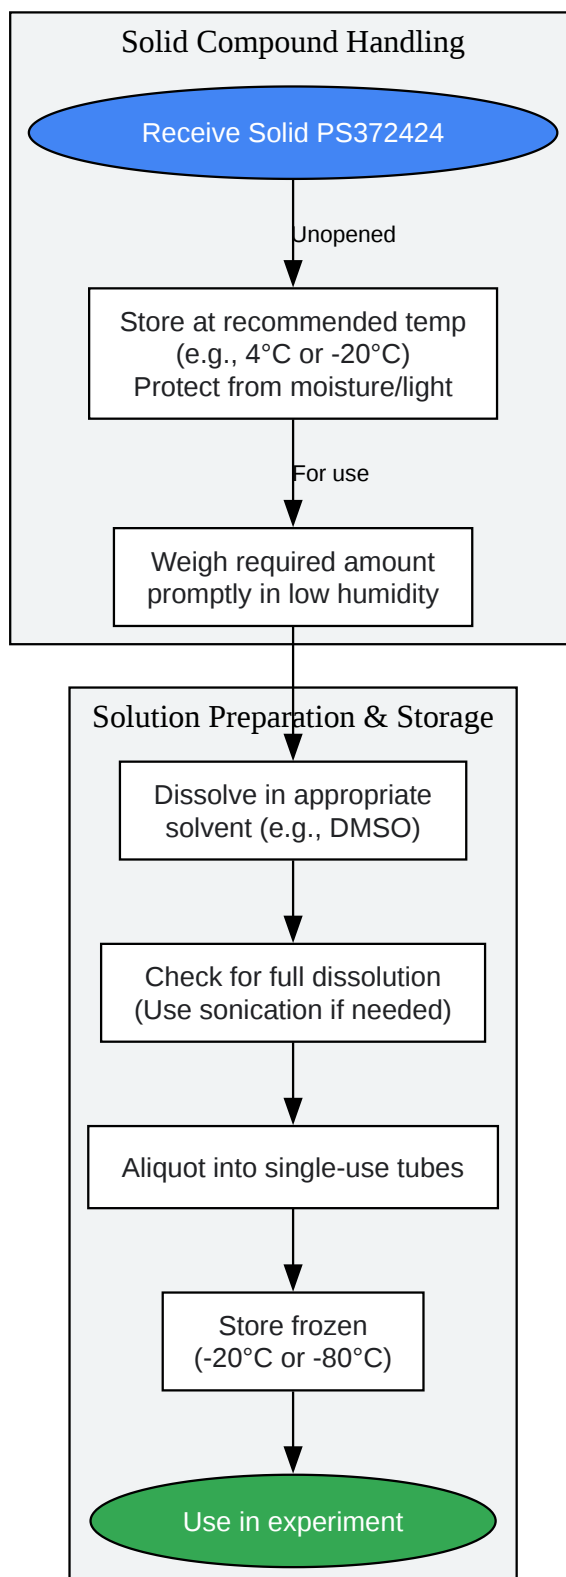 Solid Compound Handling
Receive Solid PS372424
Unopened
Store at recommended temp
(e.g., 4°C or -20°C)
Protect from moisture/light
For use
Weigh required amount
promptly in low humidity
Solution Preparation & Storage
Dissolve in appropriate
solvent (e.g., DMSO)
Check for full dissolution
(Use sonication if needed)
Aliquot into single-use tubes
Store frozen
(-20°C or -80°C)
Use in experiment